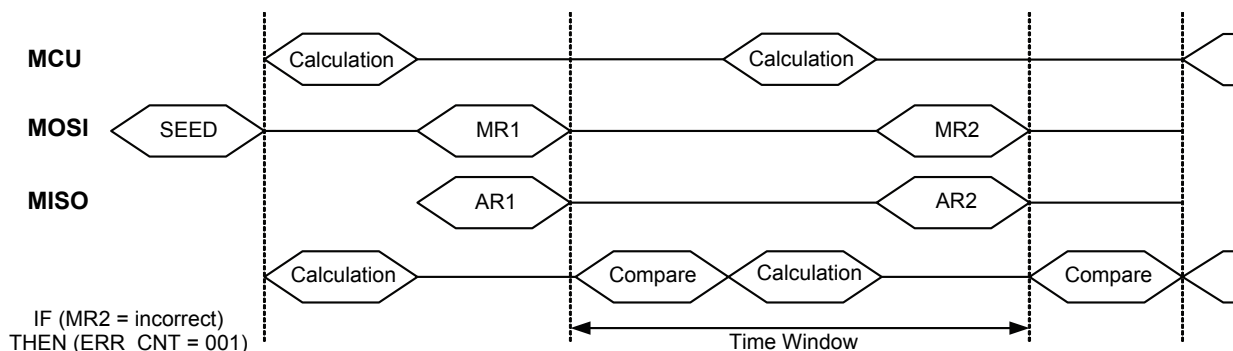 MCU Calculation Calculation
MOSI SEED MR1 MR2
MISO AR1 AR2
Calculation Compare Calculation Compare
IF (MR2 = incorrect)
THEN (ERR_CNT = 001)
Time Window